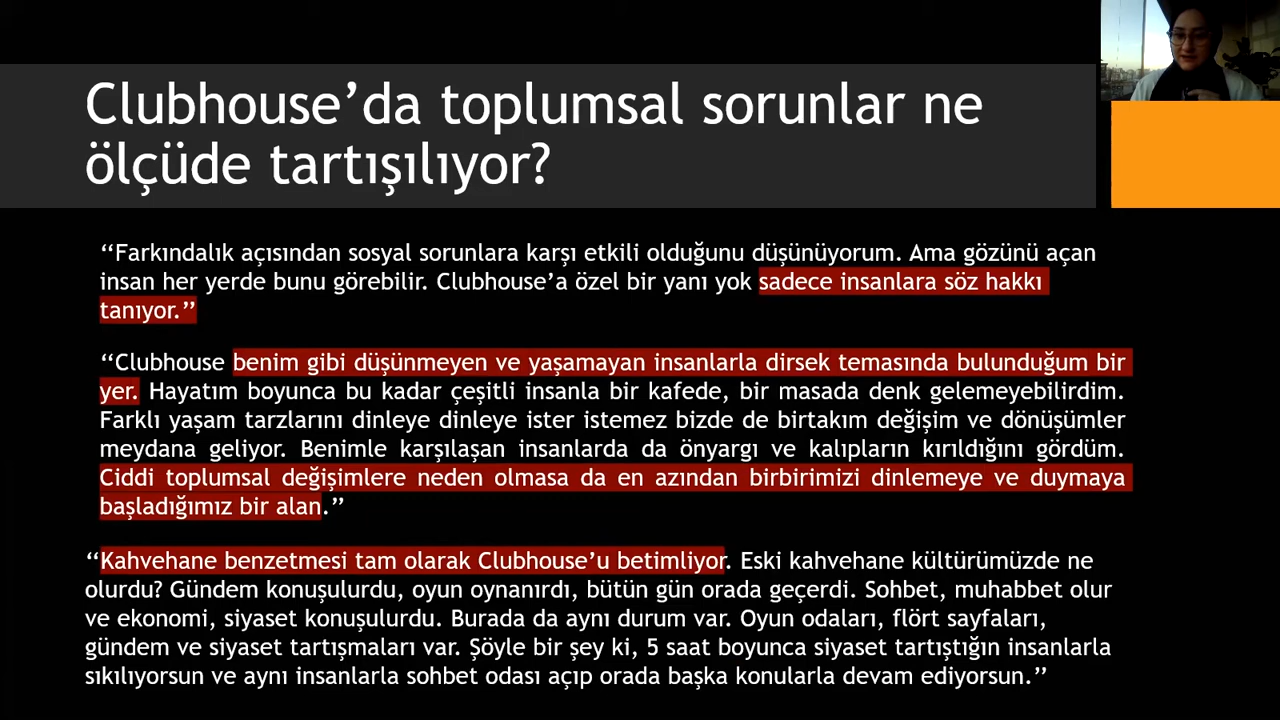 Clubhouse’da toplumsal sorunlar ne
ölçüde tartışılıyor?
‘‘Farkındalık açısından sosyal sorunlara karşı etkili olduğunu düşünüyorum. Ama gözünü açan
insan her yerde bunu görebilir. Clubhouse’a özel bir yanı yok sadece insanlara söz hakkı
tanıyor.’’
‘‘Clubhouse benim gibi düşünmeyen ve yaşamayan insanlarla dirsek temasında bulunduğum bir
yer. Hayatım boyunca bu kadar çeşitli insanla bir kafede, bir masada denk gelemeyebilirdim.
Farklı yaşam tarzlarını dinleye dinleye ister istemez bizde de birtakım değişim ve dönüşümler
meydana geliyor. Benimle karşılaşan insanlarda da önyargı ve kalıpların kırıldığını gördüm.
Ciddi toplumsal değişimlere neden olmasa da en azından birbirimizi dinlemeye ve duymaya
başladığımız bir alan.’’
‘‘Kahvehane benzetmesi tam olarak Clubhouse’u betimliyor. Eski kahvehane kültürümüzde ne
olurdu? Gündem konuşulurdu, oyun oynanırdı, bütün gün orada geçerdi. Sohbet, muhabbet olur
ve ekonomi, siyaset konuşulurdu. Burada da aynı durum var. Oyun odaları, flört sayfaları,
gündem ve siyaset tartışmaları var. Şöyle bir şey ki, 5 saat boyunca siyaset tartıştığın insanlarla
sıkılıyorsun ve aynı insanlarla sohbet odası açıp orada başka konularla devam ediyorsun.’’